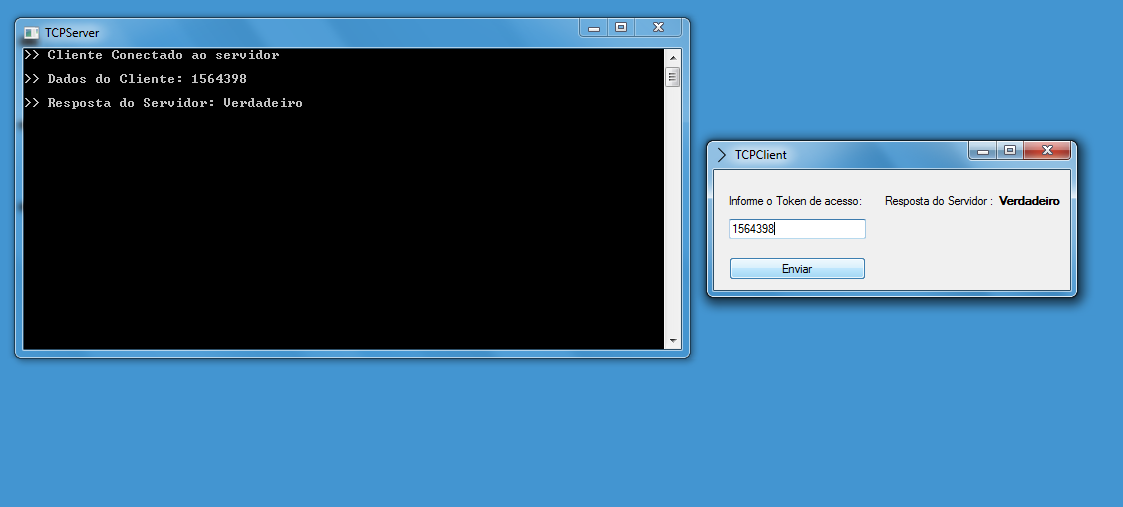 TCPServer
>> Cliente Conectado ao servidor
>> Dados do Cliente: 1564398
>> Resposta do Servidor: Verdadeiro
TCPClient
Informe o Token de acesso: Resposta do Servidor : Verdadeiro
1564398
Enviar